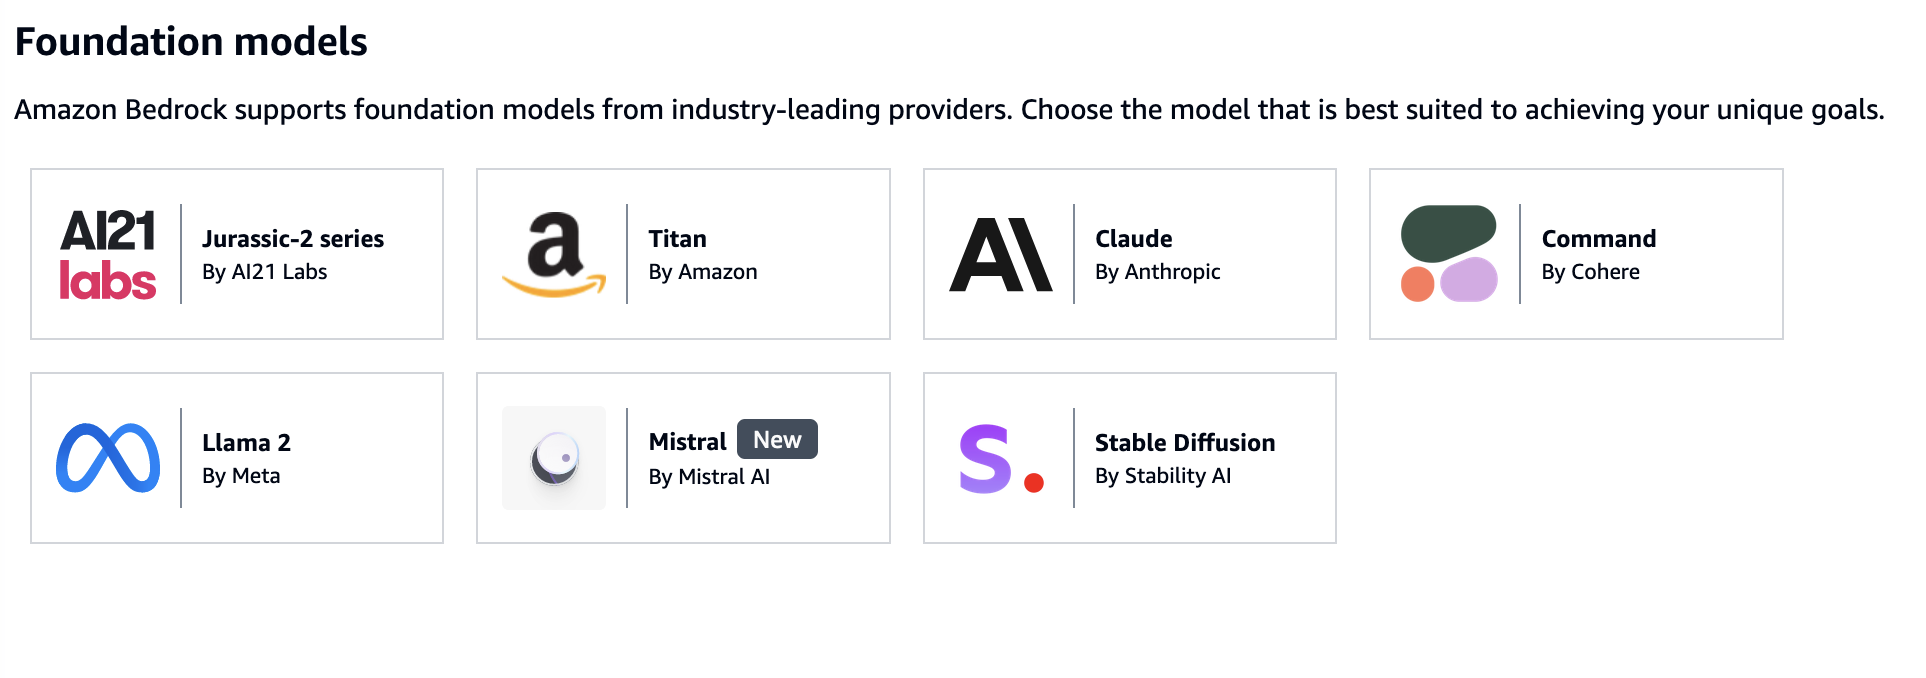 Foundation models
Amazon Bedrock supports foundation models from industry-leading providers. Choose the model that is best suited to achieving your unique goals.
AI21
labs
Jurassic-2 series
By AI21 Labs
a
Titan
By Amazon
A\
Claude
By Anthropic
Command
By Cohere
Llama 2
By Meta
Mistral New
By Mistral AI
S.
Stable Diffusion
By Stability AI